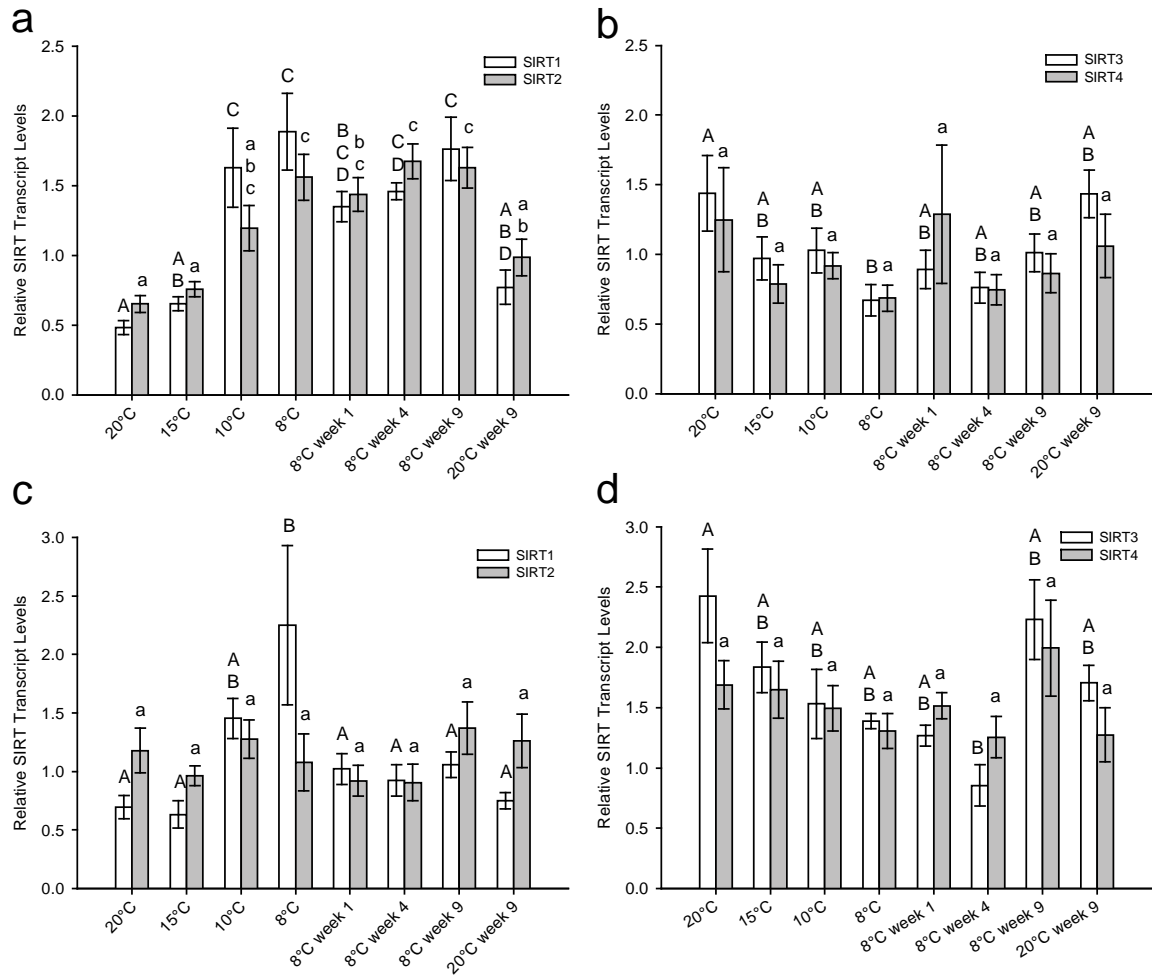 a
Relative SIRT Transcript Levels
2.5
2.0
1.5
1.0
0.5
0.0
SIRT1
SIRT2
A
a
A
B
a
C
a
b
c
C
c
B
C
D
b
c
C
D
c
C
c
A
B
D
a
b
20°C
15°C
10°C
8°C
8°C week 1
8°C week 4
8°C week 9
20°C week 9
b
Relative SIRT Transcript Levels
2.5
2.0
1.5
1.0
0.5
0.0
SIRT3
SIRT4
A
a
A
B
a
A
B
a
B
a
A
B
a
A
B
a
A
B
a
A
B
a
20°C
15°C
10°C
8°C
8°C week 1
8°C week 4
8°C week 9
20°C week 9
c
Relative SIRT Transcript Levels
3.0
2.5
2.0
1.5
1.0
0.5
0.0
SIRT1
SIRT2
A
a
A
a
A
B
a
B
a
A
a
A
a
A
a
A
a
20°C
15°C
10°C
8°C
8°C week 1
8°C week 4
8°C week 9
20°C week 9
d
Relative SIRT Transcript Levels
3.0
2.5
2.0
1.5
1.0
0.5
0.0
SIRT3
SIRT4
A
a
A
B
a
A
B
a
A
B
a
A
B
a
B
a
A
B
a
A
B
a
20°C
15°C
10°C
8°C
8°C week 1
8°C week 4
8°C week 9
20°C week 9